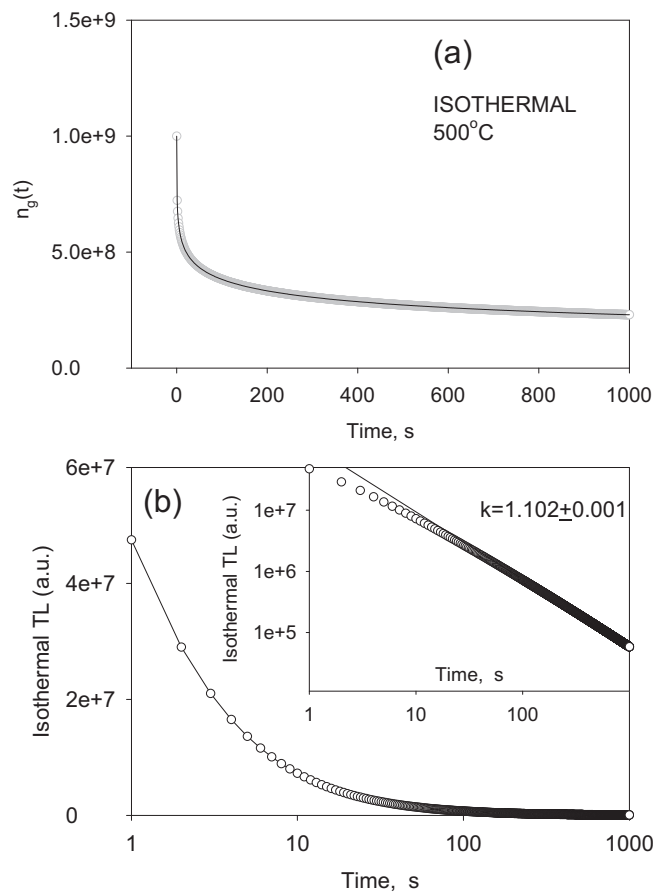 1.5e+9
(a)
ISOTHERMAL
500°C
1.0e+9
n_g(t)
5.0e+8
0.0
0 200 400 600 800 1000
Time, s
6e+7
(b)
k=1.102±0.001
1e+7
Isothermal TL (a.u.)
1e+6
1e+5
Time, s
1 10 100
4e+7
Isothermal TL (a.u.)
2e+7
0
1 10 100 1000
Time, s